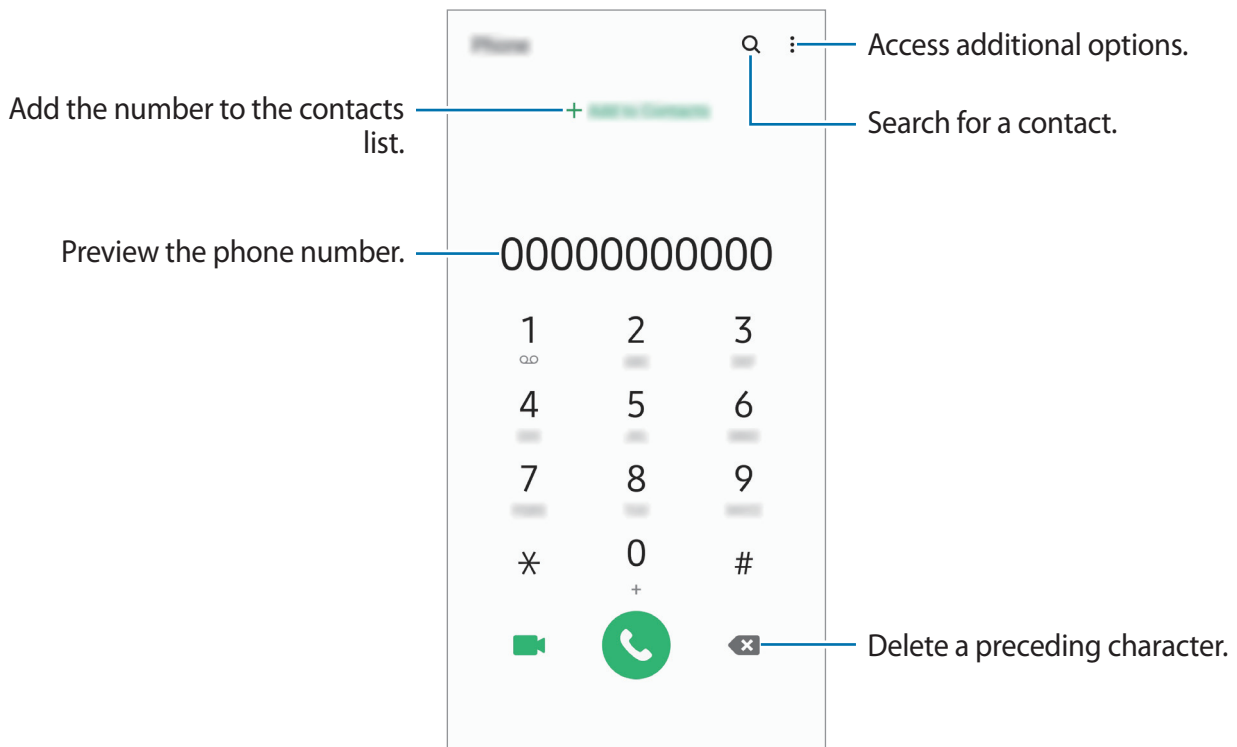 Access additional options.
Add the number to the contacts
list.
Search for a contact.
Preview the phone number.
00000000000
1 2 3
4 5 6
7 8 9
* 0 #
+
Delete a preceding character.